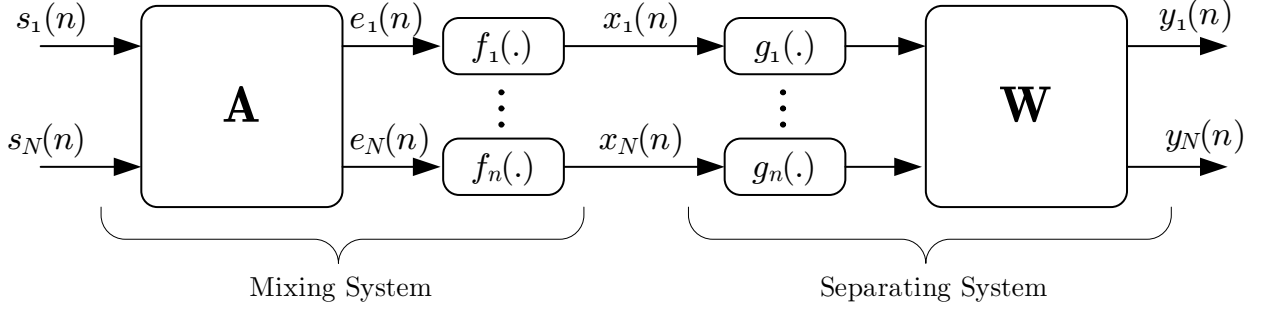 s₁(n) e₁(n) x₁(n) y₁(n)
f₁(.) g₁(.)
A W
s_N(n) e_N(n) x_N(n) y_N(n)
f_n(.) g_n(.)
Mixing System Separating System